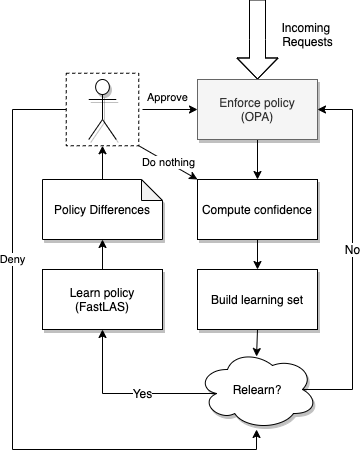 Incoming
Requests
Approve
Enforce policy
(OPA)
Do nothing
Policy Differences
Compute confidence
No
Deny
Learn policy
(FastLAS)
Build learning set
Yes
Relearn?